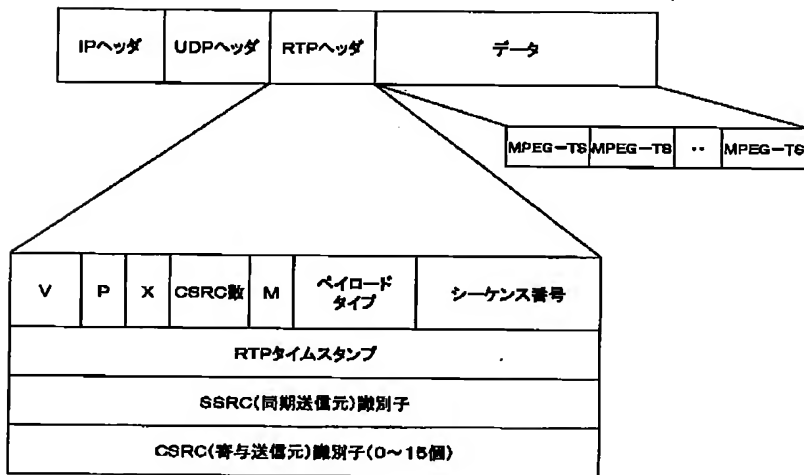 IPヘッダ UDPヘッダ RTPヘッダ データ
MPEG-TS MPEG-TS ・・ MPEG-TS
V P X CSRC数 M ペイロード タイプ シーケンス番号
RTPタイムスタンプ
SSRC(同期送信元)識別子
CSRC(寄与送信元)識別子(0~15個)